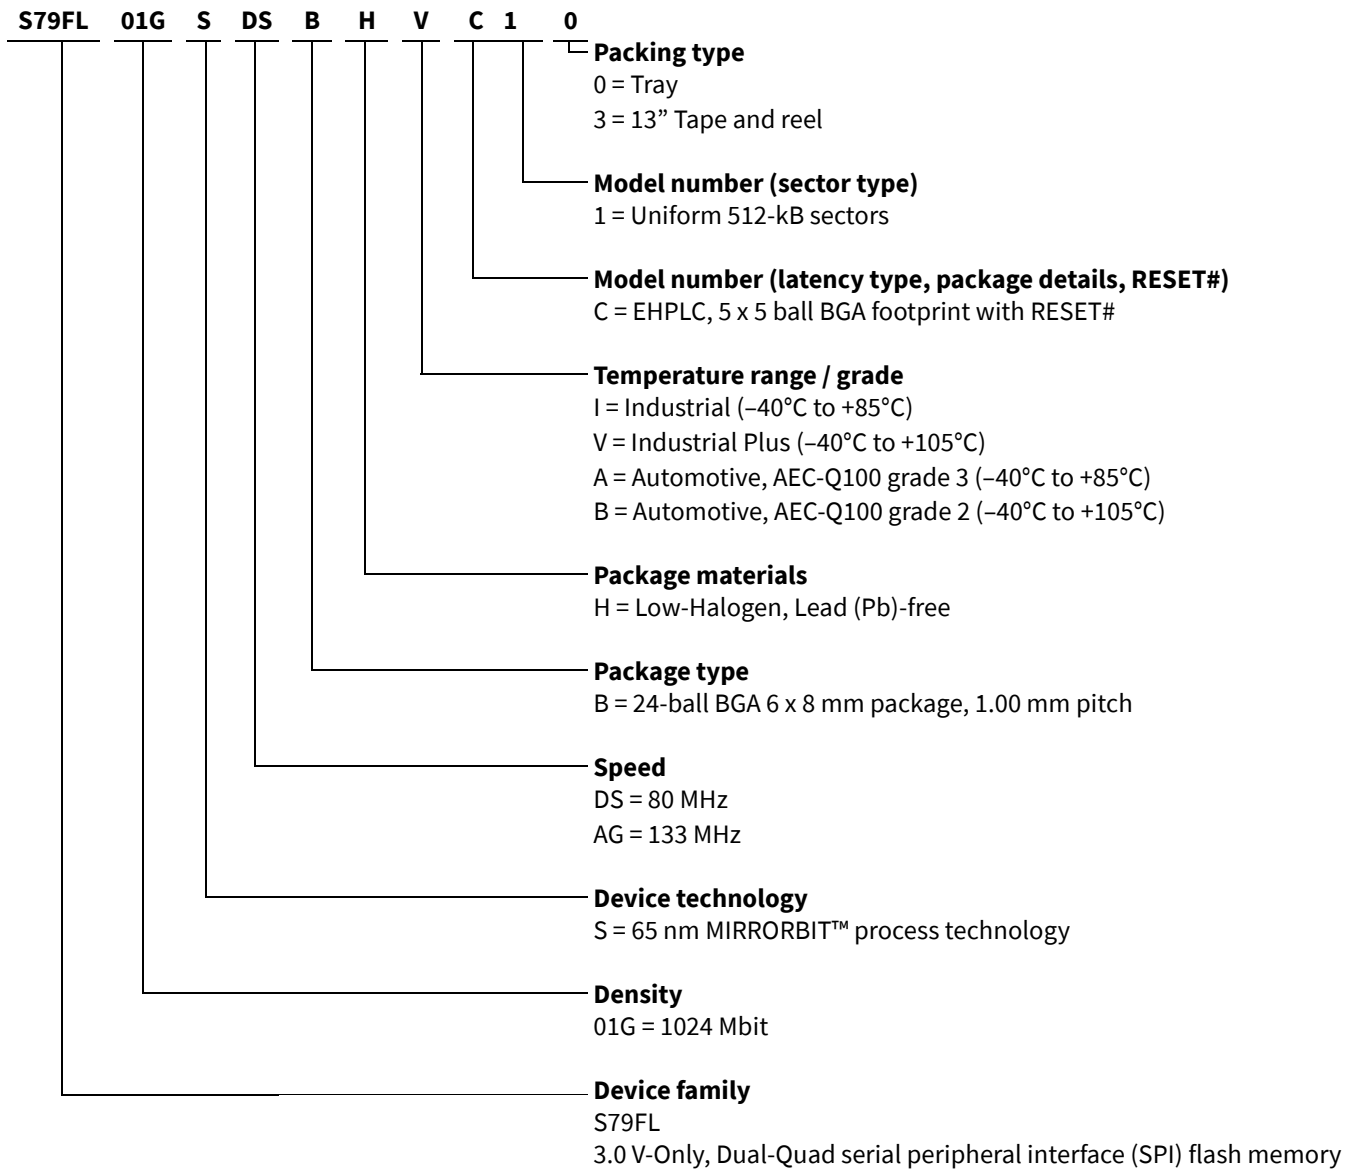 S79FL 01G S DS B H V C 1 0
Packing type
0 = Tray
3 = 13” Tape and reel
Model number (sector type)
1 = Uniform 512-kB sectors
Model number (latency type, package details, RESET#)
C = EHPLC, 5 x 5 ball BGA footprint with RESET#
Temperature range / grade
I = Industrial (–40°C to +85°C)
V = Industrial Plus (–40°C to +105°C)
A = Automotive, AEC-Q100 grade 3 (–40°C to +85°C)
B = Automotive, AEC-Q100 grade 2 (–40°C to +105°C)
Package materials
H = Low-Halogen, Lead (Pb)-free
Package type
B = 24-ball BGA 6 x 8 mm package, 1.00 mm pitch
Speed
DS = 80 MHz
AG = 133 MHz
Device technology
S = 65 nm MIRRORBIT™ process technology
Density
01G = 1024 Mbit
Device family
S79FL
3.0 V-Only, Dual-Quad serial peripheral interface (SPI) flash memory